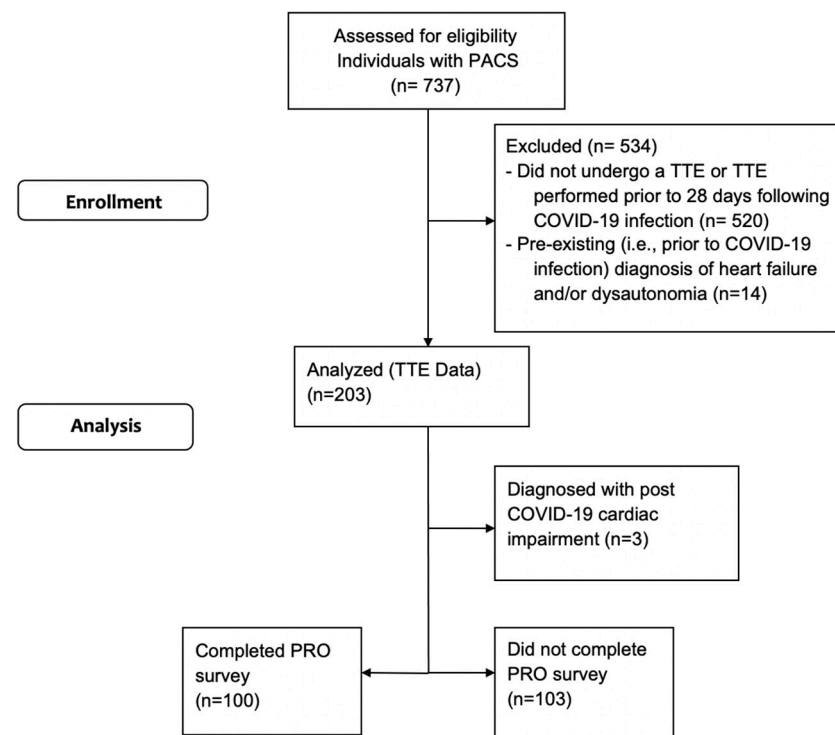 Assessed for eligibility
Individuals with PACS
(n= 737)
Excluded (n= 534)
- Did not undergo a TTE or TTE
performed prior to 28 days following
COVID-19 infection (n= 520)
- Pre-existing (i.e., prior to COVID-19
infection) diagnosis of heart failure
and/or dysautonomia (n=14)
Enrollment
Analyzed (TTE Data)
(n=203)
Analysis
Diagnosed with post
COVID-19 cardiac
impairment (n=3)
Completed PRO
survey
(n=100)
Did not complete
PRO survey
(n=103)